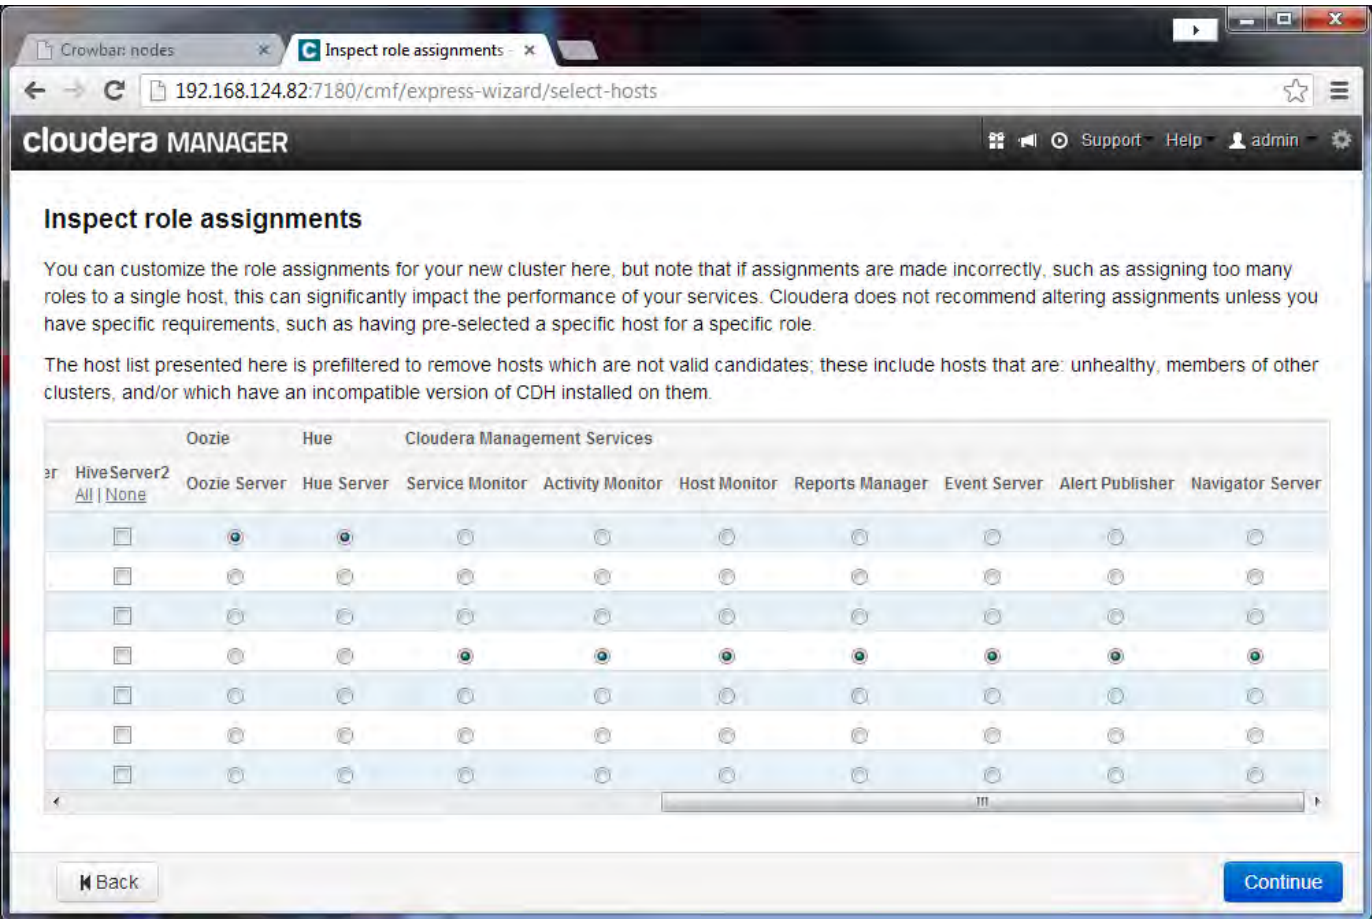 Crowbar: nodes
Inspect role assignments -
192.168.124.82:7180/cmf/express-wizard/select-hosts
cloudera MANAGER
Support Help admin
Inspect role assignments
You can customize the role assignments for your new cluster here, but note that if assignments are made incorrectly, such as assigning too many
roles to a single host, this can significantly impact the performance of your services. Cloudera does not recommend altering assignments unless you
have specific requirements, such as having pre-selected a specific host for a specific role.
The host list presented here is prefiltered to remove hosts which are not valid candidates; these include hosts that are: unhealthy, members of other
clusters, and/or which have an incompatible version of CDH installed on them.
Oozie Hue Cloudera Management Services
er HiveServer2 Oozie Server Hue Server Service Monitor Activity Monitor Host Monitor Reports Manager Event Server Alert Publisher Navigator Server
All | None
Back
Continue